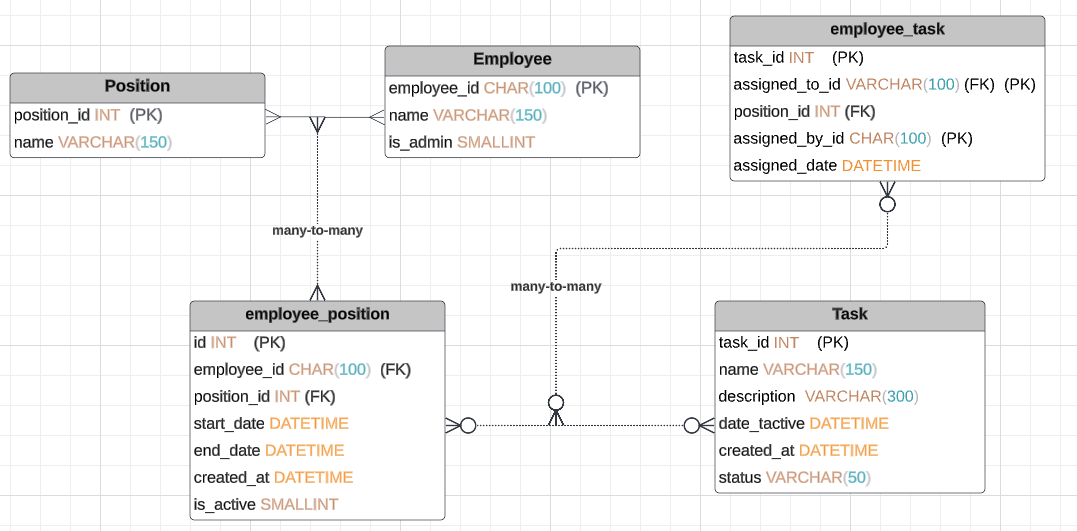 employee_task
task_id INT (PK)
assigned_to_id VARCHAR(100) (FK) (PK)
position_id INT (FK)
assigned_by_id CHAR(100) (PK)
assigned_date DATETIME
Employee
employee_id CHAR(100) (PK)
name VARCHAR(150)
is_admin SMALLINT
Position
position_id INT (PK)
name VARCHAR(150)
many-to-many
many-to-many
employee_position
id INT (PK)
employee_id CHAR(100) (FK)
position_id INT (FK)
start_date DATETIME
end_date DATETIME
created_at DATETIME
is_active SMALLINT
Task
task_id INT (PK)
name VARCHAR(150)
description VARCHAR(300)
date_tactive DATETIME
created_at DATETIME
status VARCHAR(50)